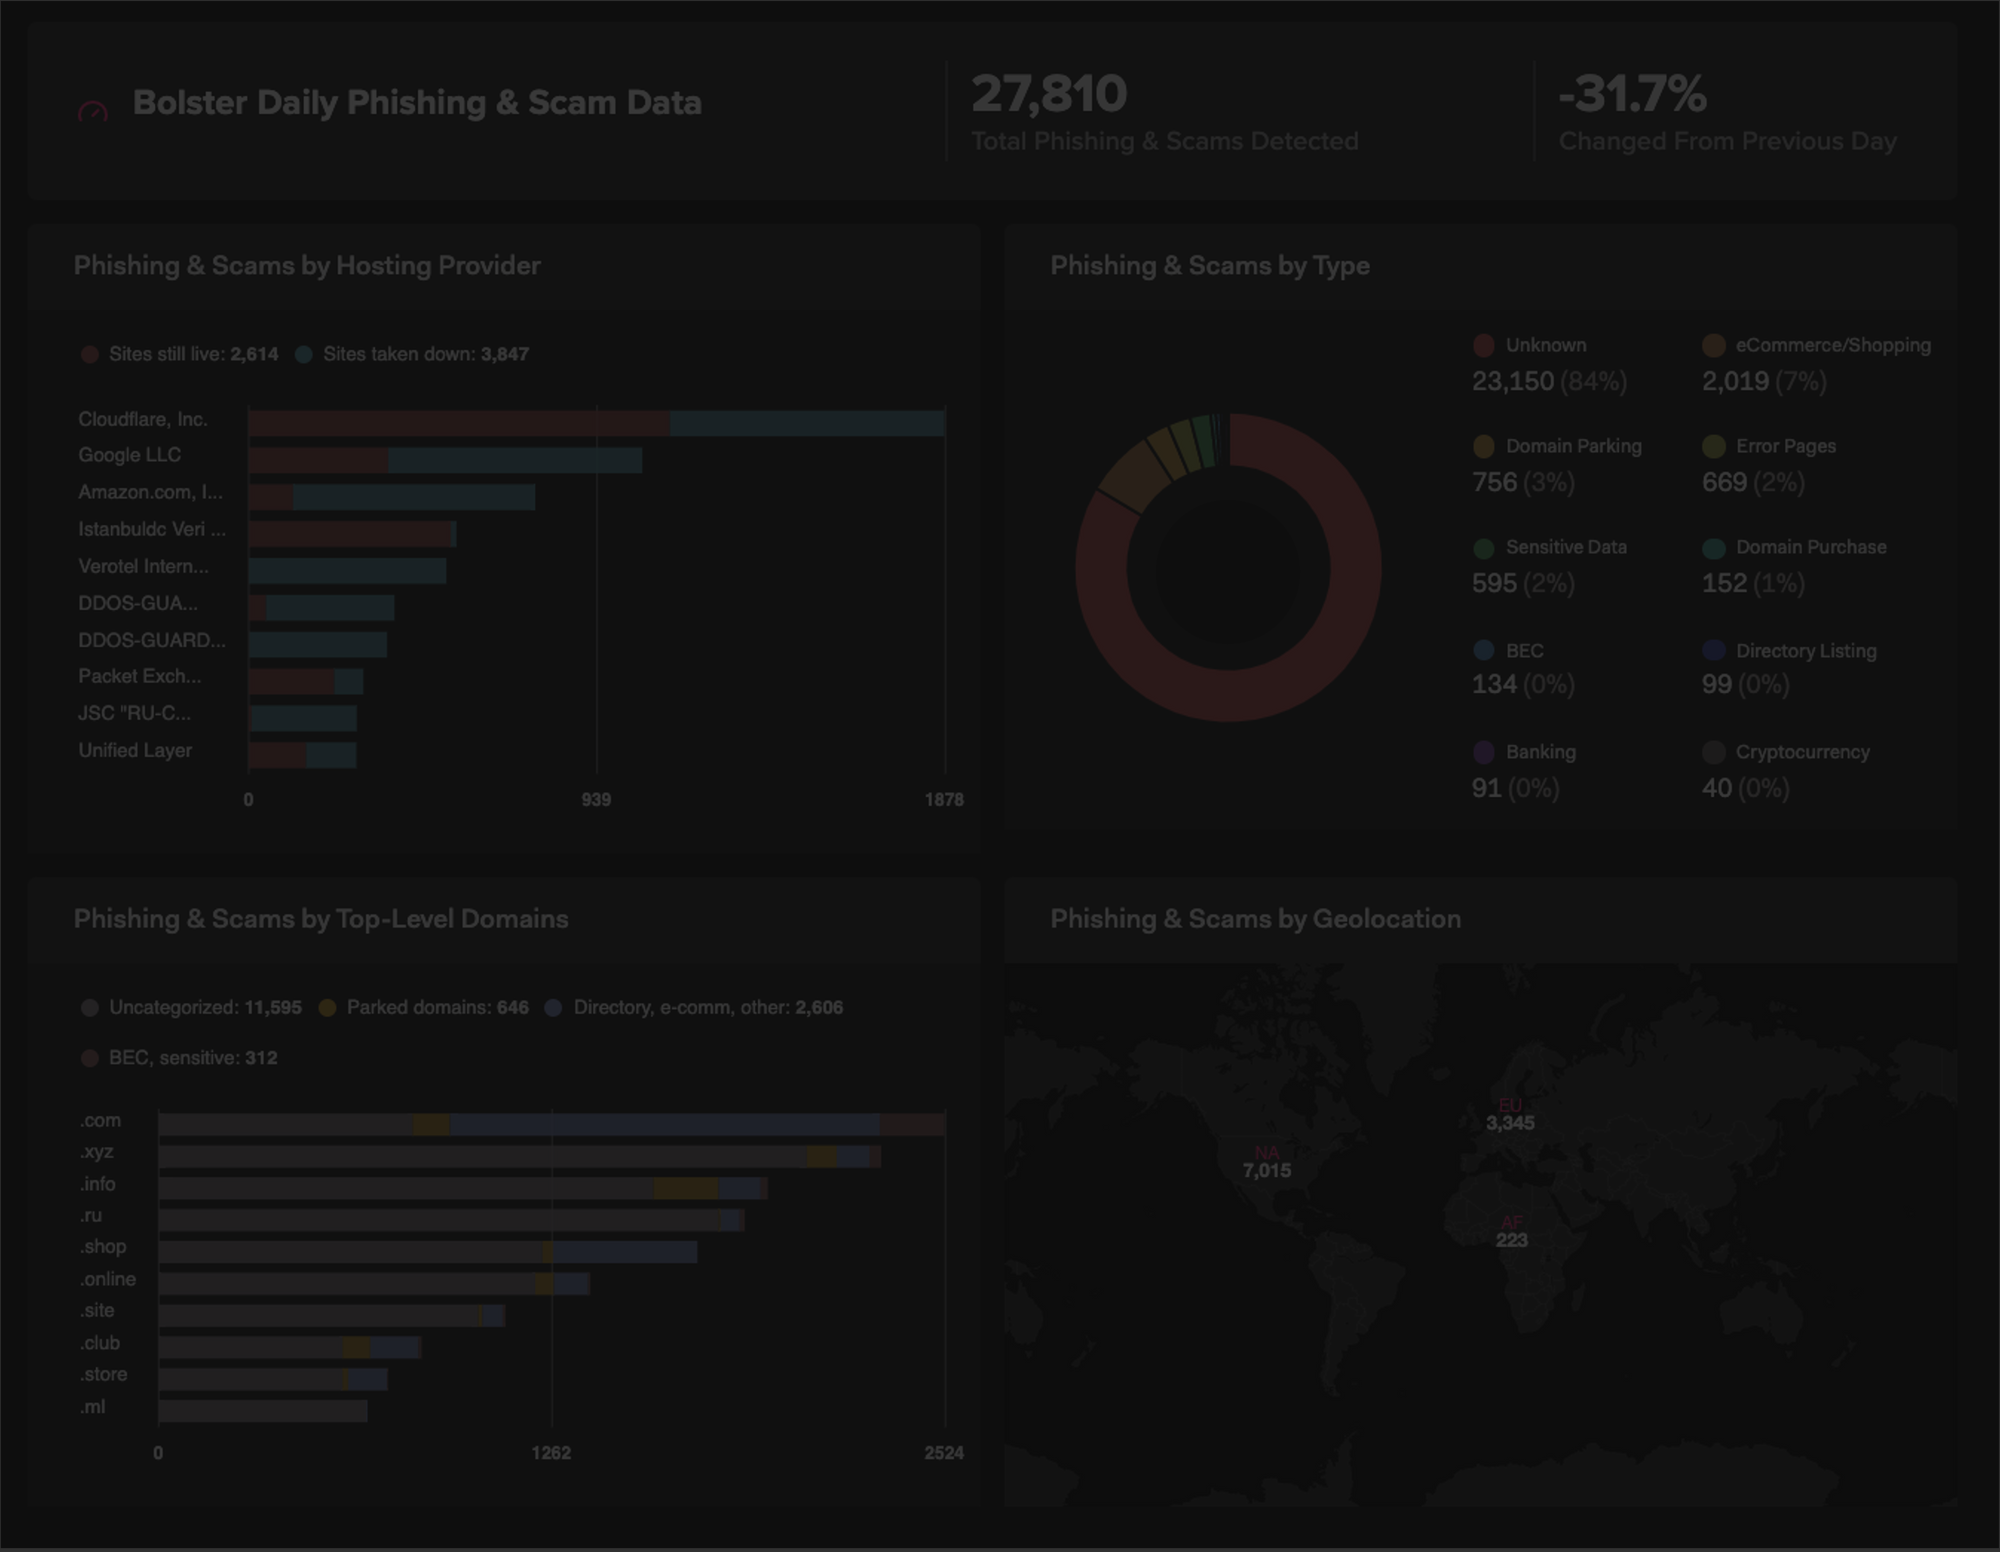 Bolster Daily Phishing & Scam Data
27,810
Total Phishing & Scams Detected
-31.7%
Changed From Previous Day
Phishing & Scams by Hosting Provider
Sites still live: 2,614 Sites taken down: 3,847
Cloudflare, Inc.
Google LLC
Amazon.com, I...
Istanbuldc Veri ...
Verotel Intern...
DDOS-GUA...
DDOS-GUARD...
Packet Exch...
JSC "RU-C...
Unified Layer
0 939 1878
Phishing & Scams by Type
Unknown eCommerce/Shopping
23,150 (84%) 2,019 (7%)
Domain Parking Error Pages
756 (3%) 669 (2%)
Sensitive Data Domain Purchase
595 (2%) 152 (1%)
BEC Directory Listing
134 (0%) 99 (0%)
Banking Cryptocurrency
91 (0%) 40 (0%)
Phishing & Scams by Top-Level Domains
Uncategorized: 11,595 Parked domains: 646 Directory, e-comm, other: 2,606
BEC, sensitive: 312
.com
.xyz
.info
.ru
.shop
.online
.site
.club
.store
.ml
0 1262 2524
Phishing & Scams by Geolocation
EU
3,345
NA
7,015
AF
223